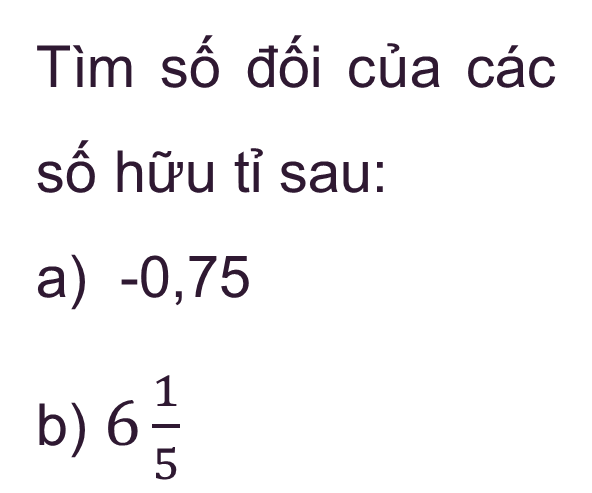 Tìm số đối của các
số hữu tỉ sau:
a) -0,75
b) 6 1/5